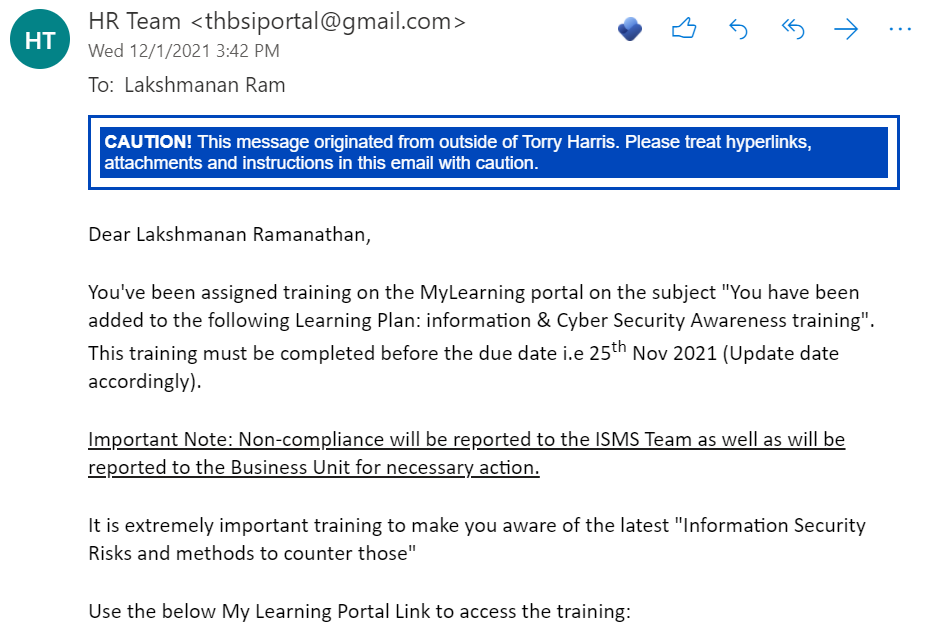 HT
HR Team <thbsiportal@gmail.com>
Wed 12/1/2021 3:42 PM
To: Lakshmanan Ram
CAUTION! This message originated from outside of Torry Harris. Please treat hyperlinks,
attachments and instructions in this email with caution.
Dear Lakshmanan Ramanathan,
You've been assigned training on the MyLearning portal on the subject "You have been
added to the following Learning Plan: information & Cyber Security Awareness training".
This training must be completed before the due date i.e 25th Nov 2021 (Update date
accordingly).
Important Note: Non-compliance will be reported to the ISMS Team as well as will be
reported to the Business Unit for necessary action.
It is extremely important training to make you aware of the latest "Information Security
Risks and methods to counter those"
Use the below My Learning Portal Link to access the training: